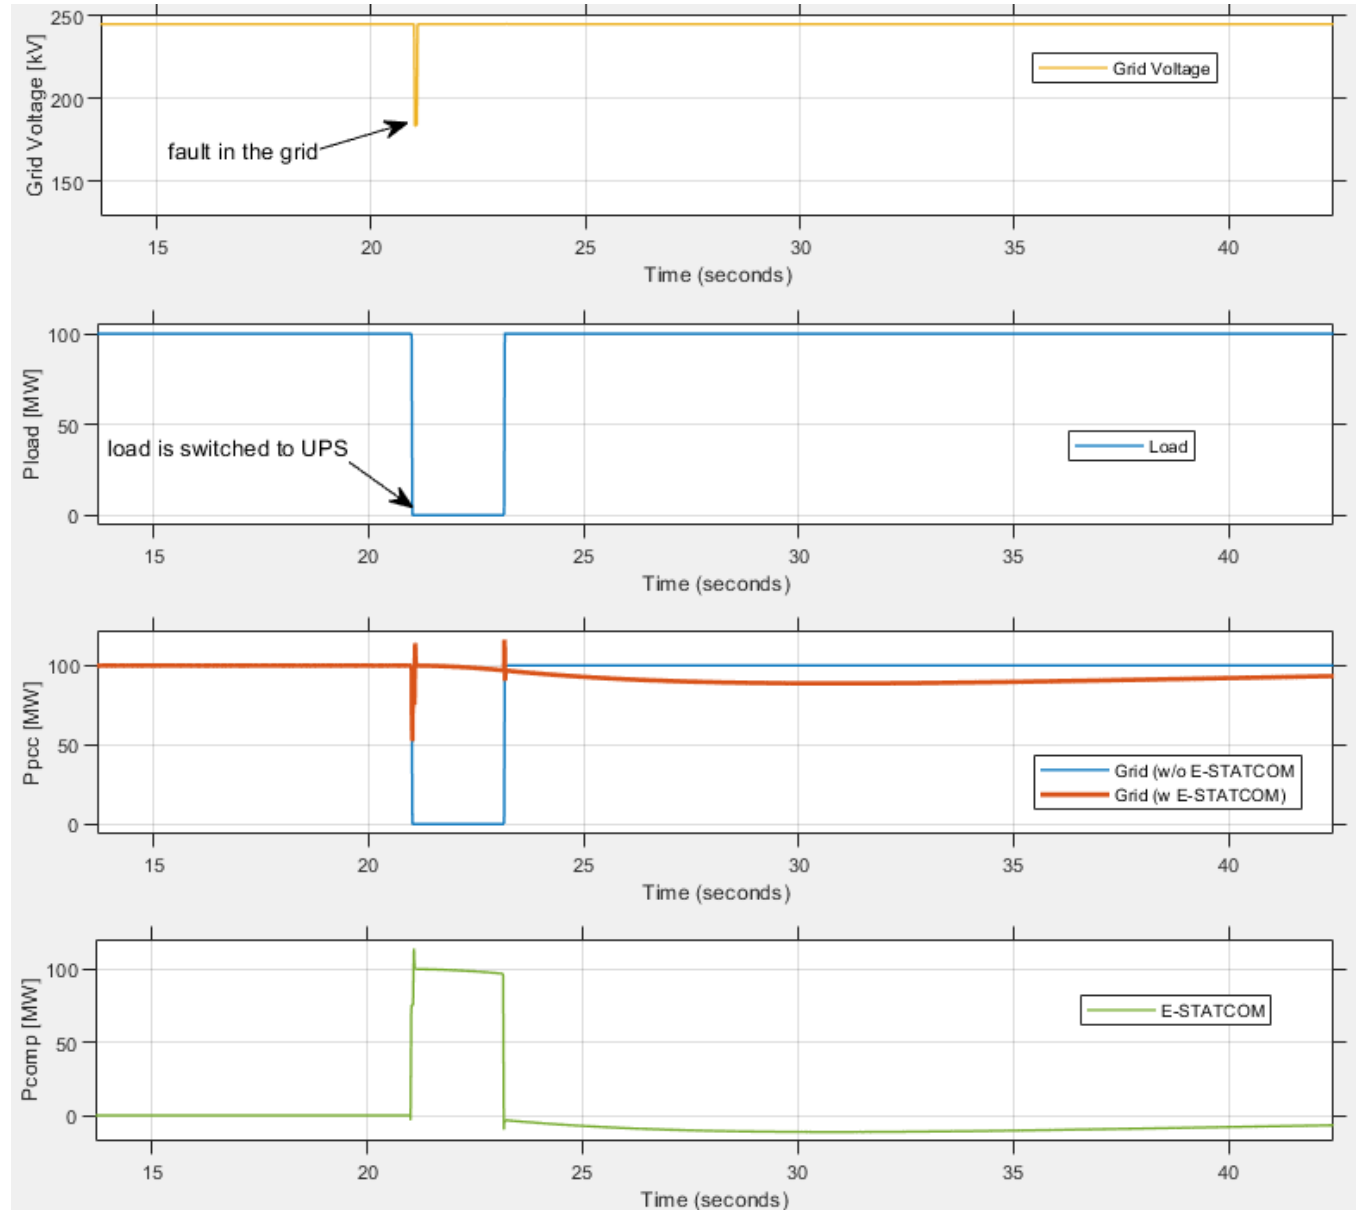 250
200
150
Grid Voltage [kV]
Grid Voltage
fault in the grid
15 20 25 30 35 40
Time (seconds)
100
50
0
Pload [MW]
load is switched to UPS
Load
15 20 25 30 35 40
Time (seconds)
100
50
0
Ppcc [MW]
Grid (w/o E-STATCOM
Grid (w E-STATCOM)
15 20 25 30 35 40
Time (seconds)
100
50
0
Pcomp [MW]
E-STATCOM
15 20 25 30 35 40
Time (seconds)